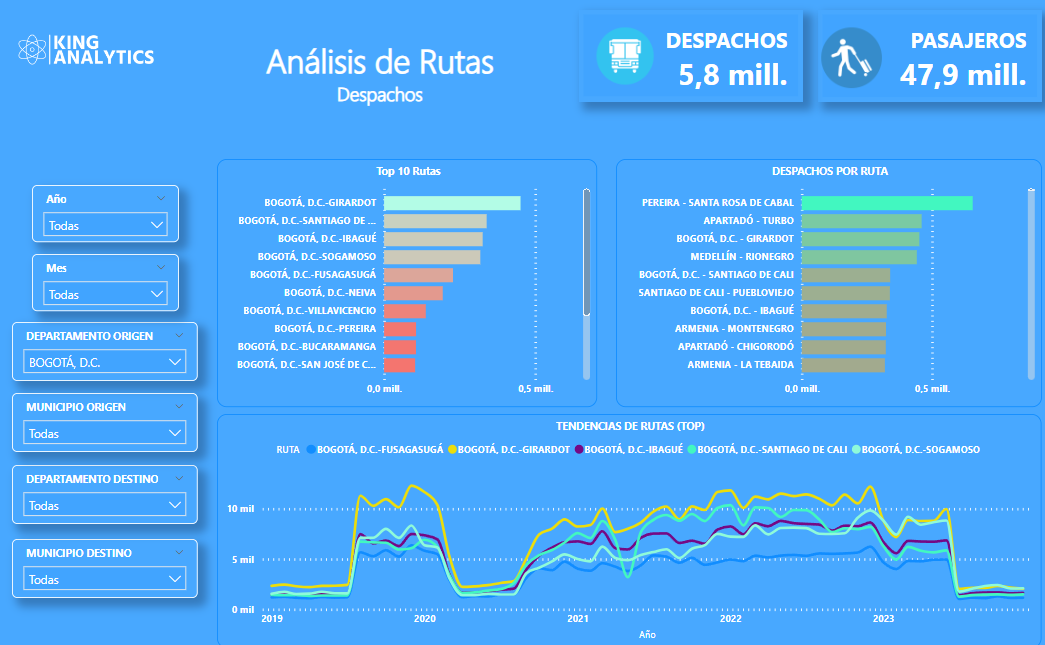 KING
ANALYTICS
Análisis de Rutas
Despachos
DESPACHOS
5,8 mill.
PASAJEROS
47,9 mill.
Año
Todas
Mes
Todas
DEPARTAMENTO ORIGEN
BOGOTÁ, D.C.
MUNICIPIO ORIGEN
Todas
DEPARTAMENTO DESTINO
Todas
MUNICIPIO DESTINO
Todas
Top 10 Rutas
BOGOTÁ, D.C.-GIRARDOT
BOGOTÁ, D.C.-SANTIAGO DE ...
BOGOTÁ, D.C.-IBAGUÉ
BOGOTÁ, D.C.-SOGAMOSO
BOGOTÁ, D.C.-FUSAGASUGÁ
BOGOTÁ, D.C.-NEIVA
BOGOTÁ, D.C.-VILLAVICENCIO
BOGOTÁ, D.C.-PEREIRA
BOGOTÁ, D.C.-BUCARAMANGA
BOGOTÁ, D.C.-SAN JOSÉ DE C...
0,0 mill.
0,5 mill.
DESPACHOS POR RUTA
PEREIRA - SANTA ROSA DE CABAL
APARTADÓ - TURBO
BOGOTÁ, D.C. - GIRARDOT
MEDELLÍN - RIONEGRO
BOGOTÁ, D.C. - SANTIAGO DE CALI
SANTIAGO DE CALI - PUEBLOVIEJO
BOGOTÁ, D.C. - IBAGUÉ
ARMENIA - MONTENEGRO
APARTADÓ - CHIGORODÓ
ARMENIA - LA TEBAIDA
0,0 mill.
0,5 mill.
TENDENCIAS DE RUTAS (TOP)
RUTA BOGOTÁ, D.C.-FUSAGASUGÁ BOGOTÁ, D.C.-GIRARDOT BOGOTÁ, D.C.-IBAGUÉ BOGOTÁ, D.C.-SANTIAGO DE CALI BOGOTÁ, D.C.-SOGAMOSO
10 mil
5 mil
0 mil
2019 2020 2021 2022 2023
Año